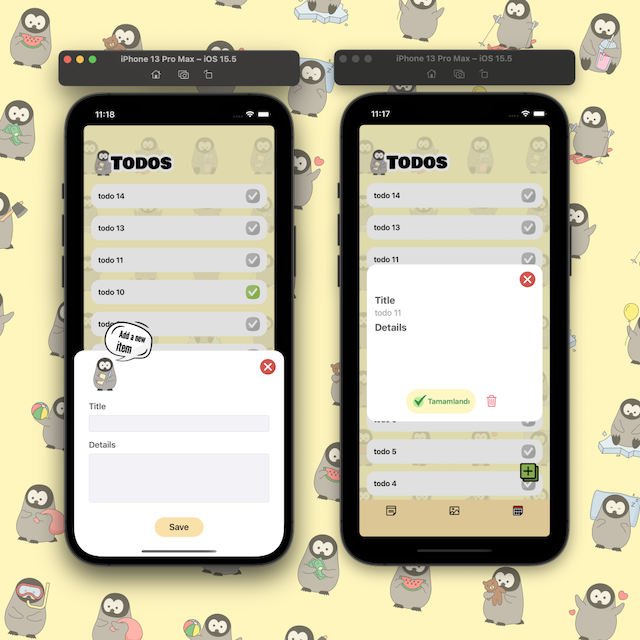 iPhone 13 Pro Max – iOS 15.5
11:18
Todos
todo 14
todo 13
todo 11
todo 10
Add a new
item
Title
Details
Save
iPhone 13 Pro Max – iOS 15.5
11:17
Todos
todo 14
todo 13
todo 11
Title
todo 11
Details
Tamamlandı
todo 5
todo 4